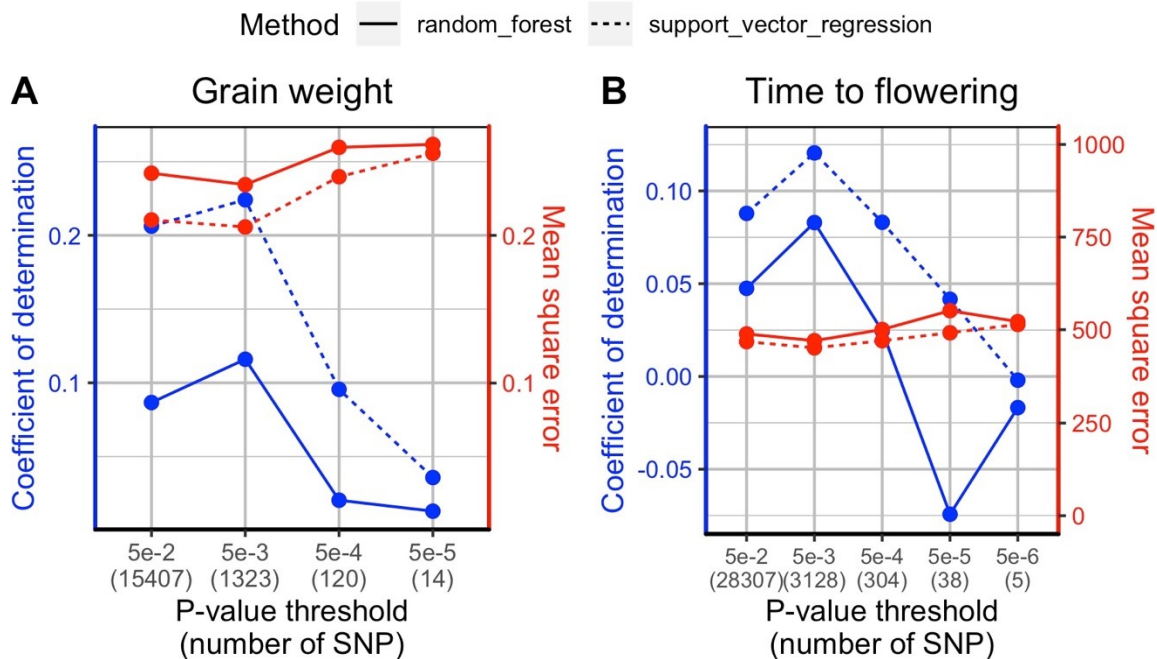 Method random_forest support_vector_regression
A Grain weight
Coefficient of determination
0.2
0.1
Mean square error
0.2
0.1
5e-2 5e-3 5e-4 5e-5
(15407) (1323) (120) (14)
P-value threshold
(number of SNP)
B Time to flowering
Coefficient of determination
0.10
0.05
0.00
-0.05
Mean square error
1000
750
500
250
0
5e-2 5e-3 5e-4 5e-5 5e-6
(28307) (3128) (304) (38) (5)
P-value threshold
(number of SNP)